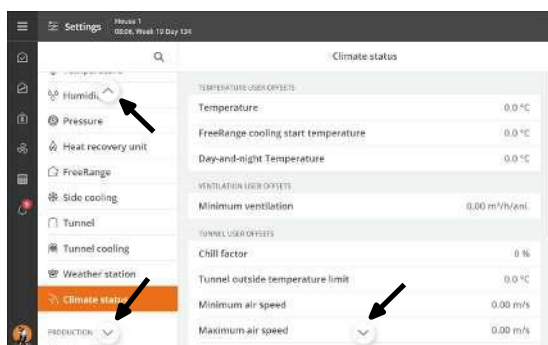 Settings
House 1
08:08, Week 19 Day 134
Climate status
Humidi
Pressure
Heat recovery unit
FreeRange
Side cooling
Tunnel
Tunnel cooling
Weather station
Climate status
PRODUCTION
TEMPERATURE USER OFFSETS
Temperature 0.0 °C
FreeRange cooling start temperature 0.0 °C
Day-and-night Temperature 0.0 °C
VENTILATION USER OFFSETS
Minimum ventilation 0.00 m³/h/ani.
TUNNEL USER OFFSETS
Chill factor 0 %
Tunnel outside temperature limit 0.0 °C
Minimum air speed 0.00 m/s
Maximum air speed 0.00 m/s